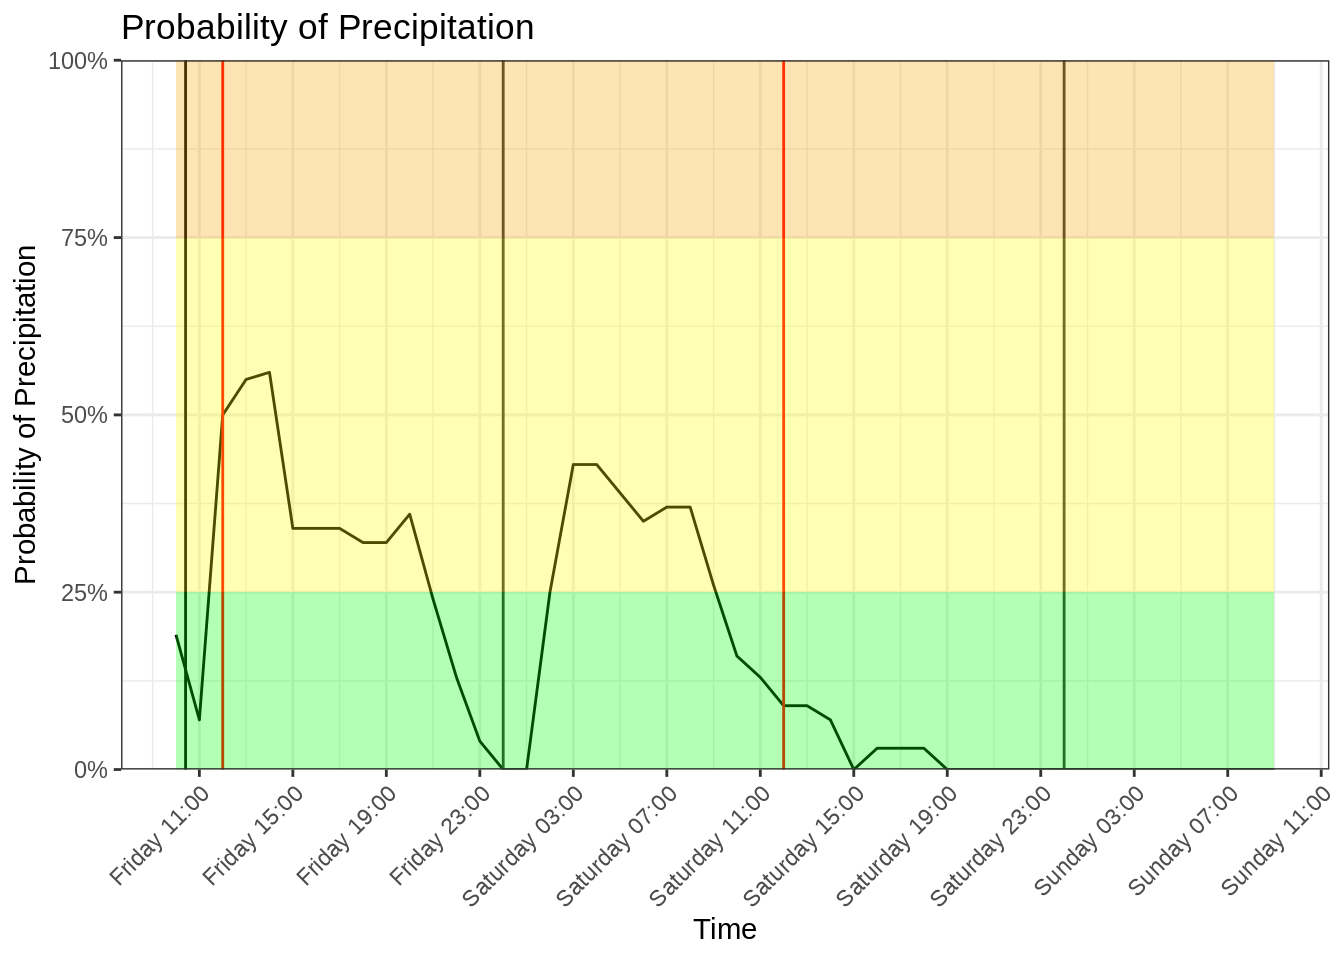 Probability of Precipitation
100%
75%
50%
25%
0%
Probability of Precipitation
Friday 11:00
Friday 15:00
Friday 19:00
Friday 23:00
Saturday 03:00
Saturday 07:00
Saturday 11:00
Saturday 15:00
Saturday 19:00
Saturday 23:00
Sunday 03:00
Sunday 07:00
Sunday 11:00
Time